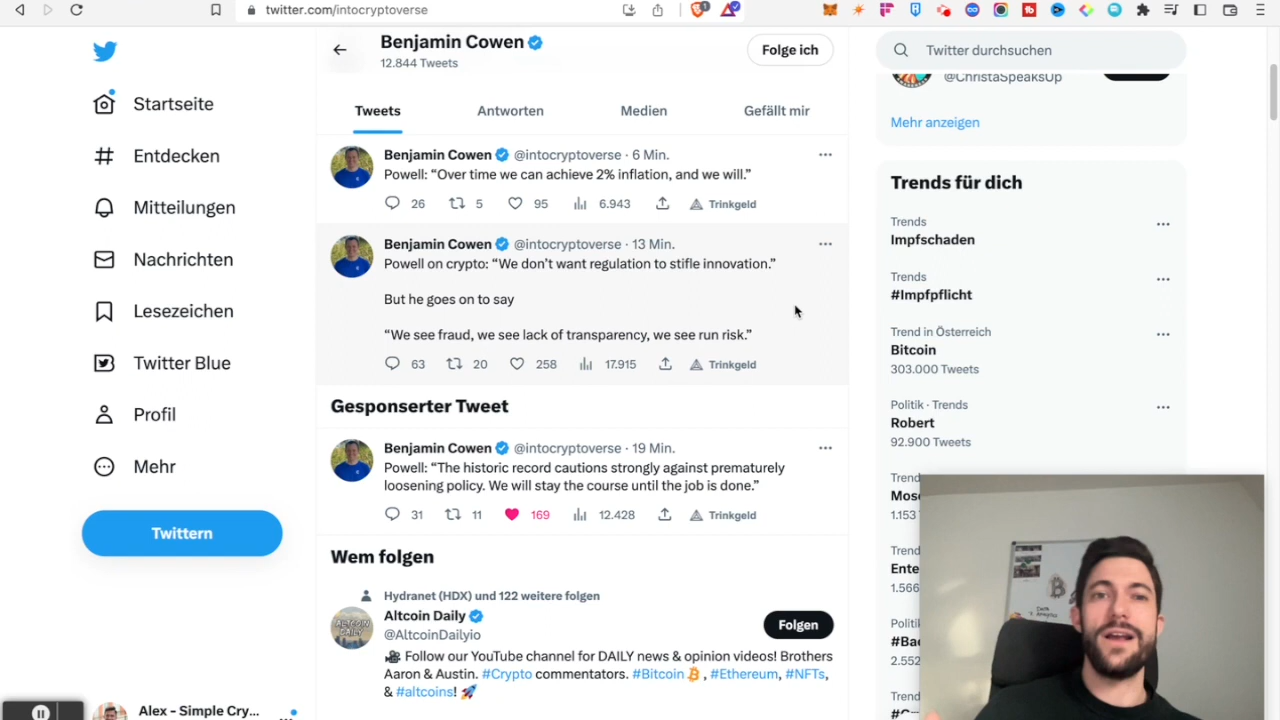 twitter.com/intocryptoverse
Benjamin Cowen
12.844 Tweets
Folge ich
Tweets
Antworten
Medien
Gefällt mir
Startseite
Entdecken
Mitteilungen
Nachrichten
Lesezeichen
Twitter Blue
Profil
Mehr
Twittern
Alex - Simple Cry...
Benjamin Cowen @intocryptoverse · 6 Min.
Powell: “Over time we can achieve 2% inflation, and we will.”
26 5 95 6.943 Trinkgeld
Benjamin Cowen @intocryptoverse · 13 Min.
Powell on crypto: “We don’t want regulation to stifle innovation.”
But he goes on to say
“We see fraud, we see lack of transparency, we see run risk.”
63 20 258 17.915 Trinkgeld
Gesponserter Tweet
Benjamin Cowen @intocryptoverse · 19 Min.
Powell: “The historic record cautions strongly against prematurely
loosening policy. We will stay the course until the job is done.”
31 11 169 12.428 Trinkgeld
Wem folgen
Hydranet (HDX) und 122 weitere folgen
Altcoin Daily
@AltcoinDailyio
Folgen
Follow our YouTube channel for DAILY news & opinion videos! Brothers
Aaron & Austin. #Crypto commentators. #Bitcoin , #Ethereum, #NFTs,
& #altcoins!
Twitter durchsuchen
@ChristaSpeaksUp
Mehr anzeigen
Trends für dich
Trends
Impfschaden
Trends
#Impfpflicht
Trend in Österreich
Bitcoin
303.000 Tweets
Politik · Trends
Robert
92.900 Tweets